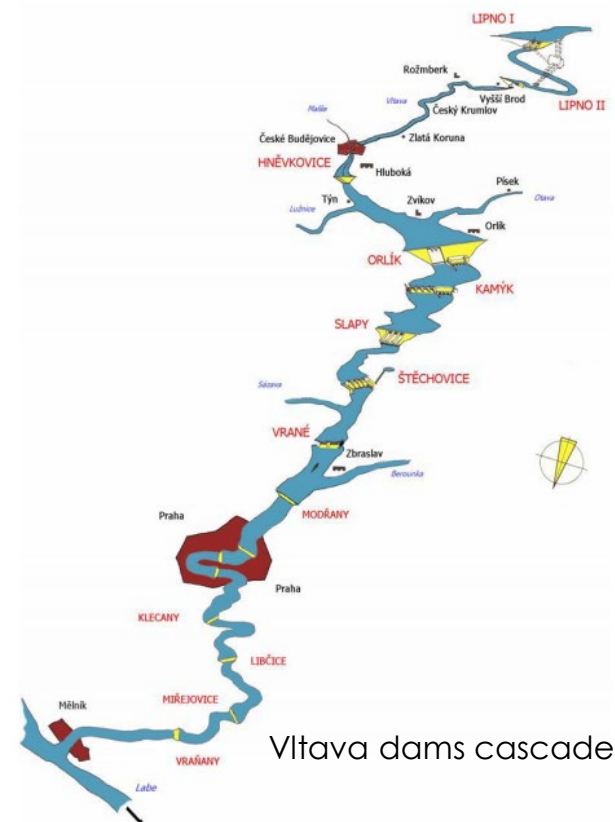 LIPNO I
Rožmberk
Vyšší Brod
LIPNO II
Vltava
Český Krumlov
Malše
České Budějovice
Zlatá Koruna
HNĚVKOVICE
Hluboká
Písek
Týn
Zvíkov
Otava
Lužnice
Orlík
ORLÍK
KAMÝK
SLAPY
ŠTĚCHOVICE
Sázava
VRANÉ
Zbraslav
Berounka
MODŘANY
Praha
Praha
KLECANY
LIBČICE
MIŘEJOVICE
Mělník
VRAŇANY
Vltava dams cascade
Labe